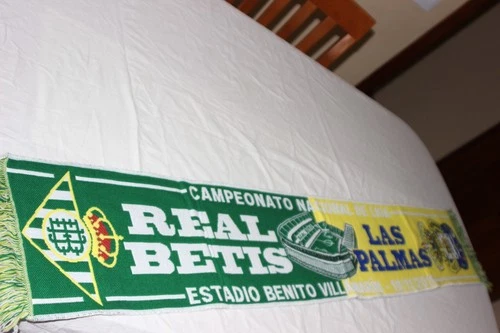 CAMPEONATO
REAL
BETIS
LAS
PALMAS
ESTADIO BENITO